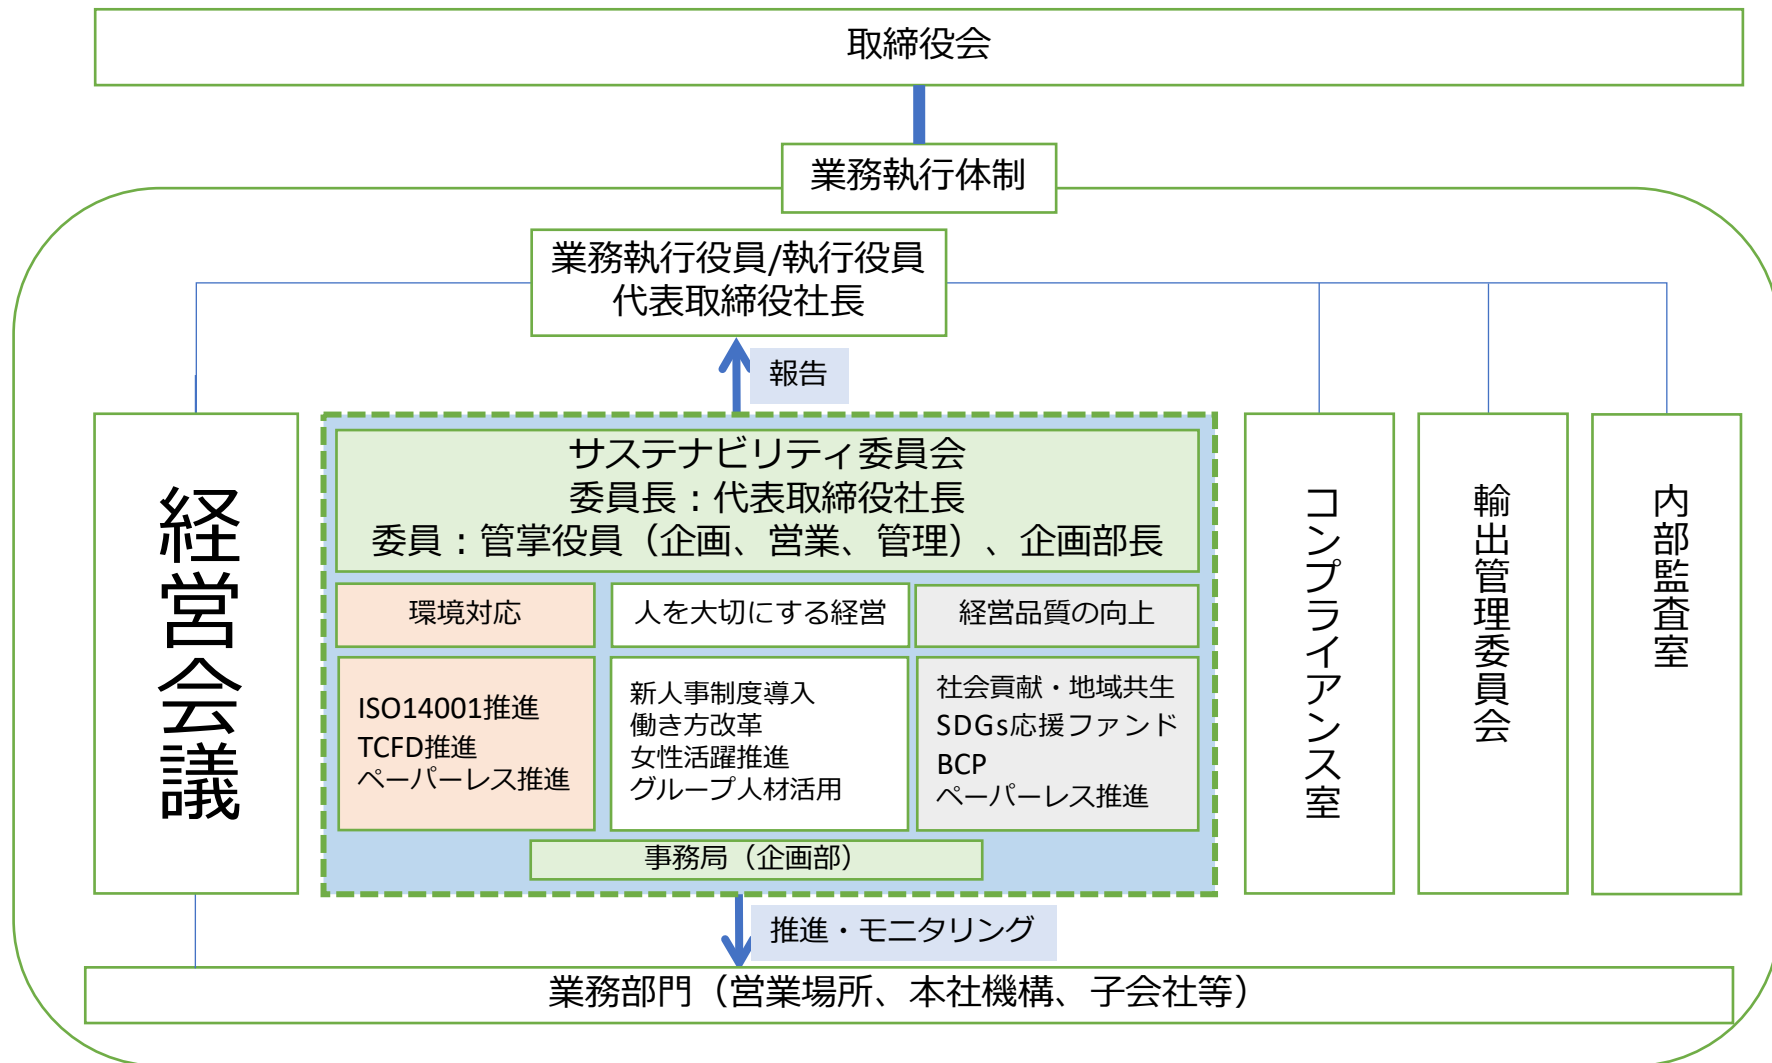 取締役会
業務執行体制
業務執行役員/執行役員
代表取締役社長
報告
経営会議
サステナビリティ委員会
委員長：代表取締役社長
委員：管掌役員（企画、営業、管理）、企画部長
環境対応
ISO14001推進
TCFD推進
ペーパーレス推進
人を大切にする経営
新人事制度導入
働き方改革
女性活躍推進
グループ人材活用
経営品質の向上
社会貢献・地域共生
SDGs応援ファンド
BCP
ペーパーレス推進
事務局（企画部）
コンプライアンス室
輸出管理委員会
内部監査室
推進・モニタリング
業務部門（営業場所、本社機構、子会社等）